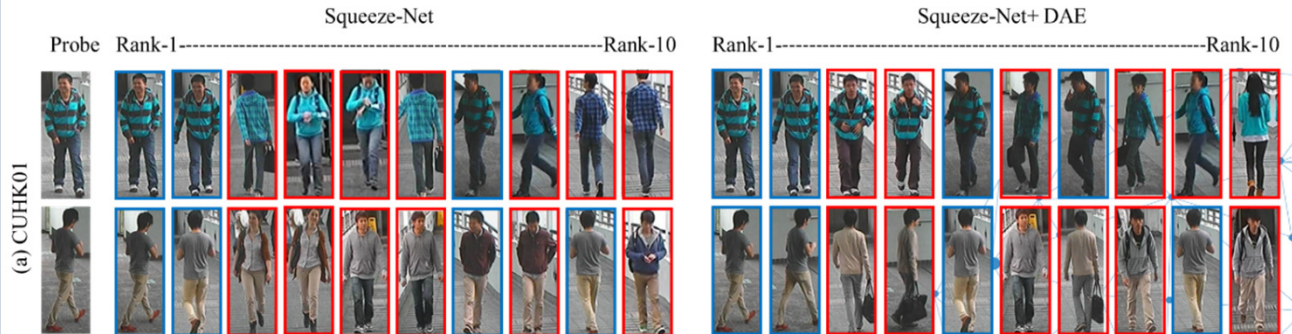 Squeeze-Net
Squeeze-Net+ DAE
Probe
Rank-1------------------------------------------------------------Rank-10
Rank-1------------------------------------------------------------Rank-10
(a) CUHK01